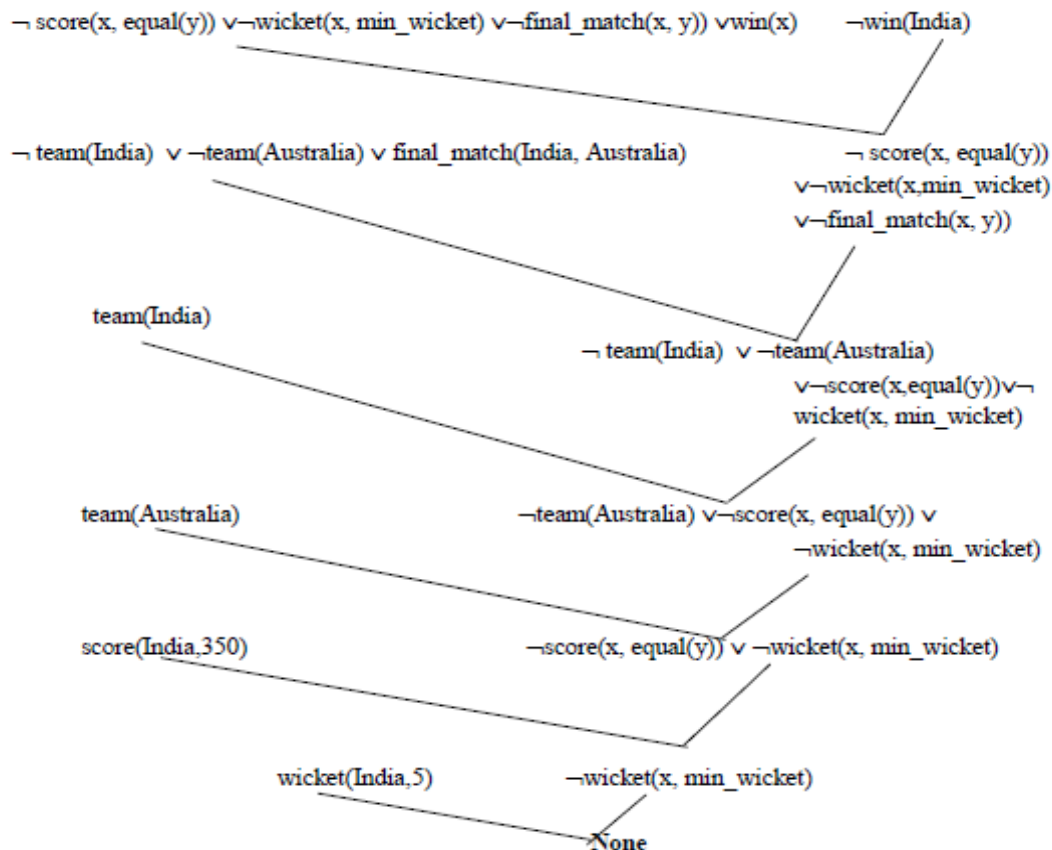 ¬ score(x, equal(y)) ∨¬wicket(x, min_wicket) ∨¬final_match(x, y)) ∨win(x) ¬win(India)
¬ team(India) ∨ ¬team(Australia) ∨ final_match(India, Australia) ¬ score(x, equal(y))
∨¬wicket(x,min_wicket)
∨¬final_match(x, y))
team(India)
¬ team(India) ∨ ¬team(Australia)
∨¬score(x,equal(y))∨¬
wicket(x, min_wicket)
team(Australia) ¬team(Australia) ∨¬score(x, equal(y)) ∨
¬wicket(x, min_wicket)
score(India,350) ¬score(x, equal(y)) ∨ ¬wicket(x, min_wicket)
wicket(India,5) ¬wicket(x, min_wicket)
None